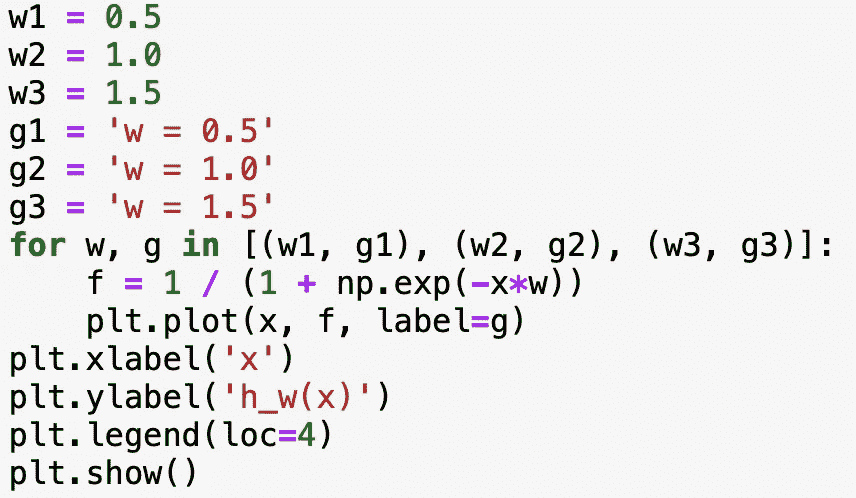 w1 = 0.5
w2 = 1.0
w3 = 1.5
g1 = 'w = 0.5'
g2 = 'w = 1.0'
g3 = 'w = 1.5'
for w, g in [(w1, g1), (w2, g2), (w3, g3)]:
    f = 1 / (1 + np.exp(-x*w))
    plt.plot(x, f, label=g)
plt.xlabel('x')
plt.ylabel('h_w(x)')
plt.legend(loc=4)
plt.show()